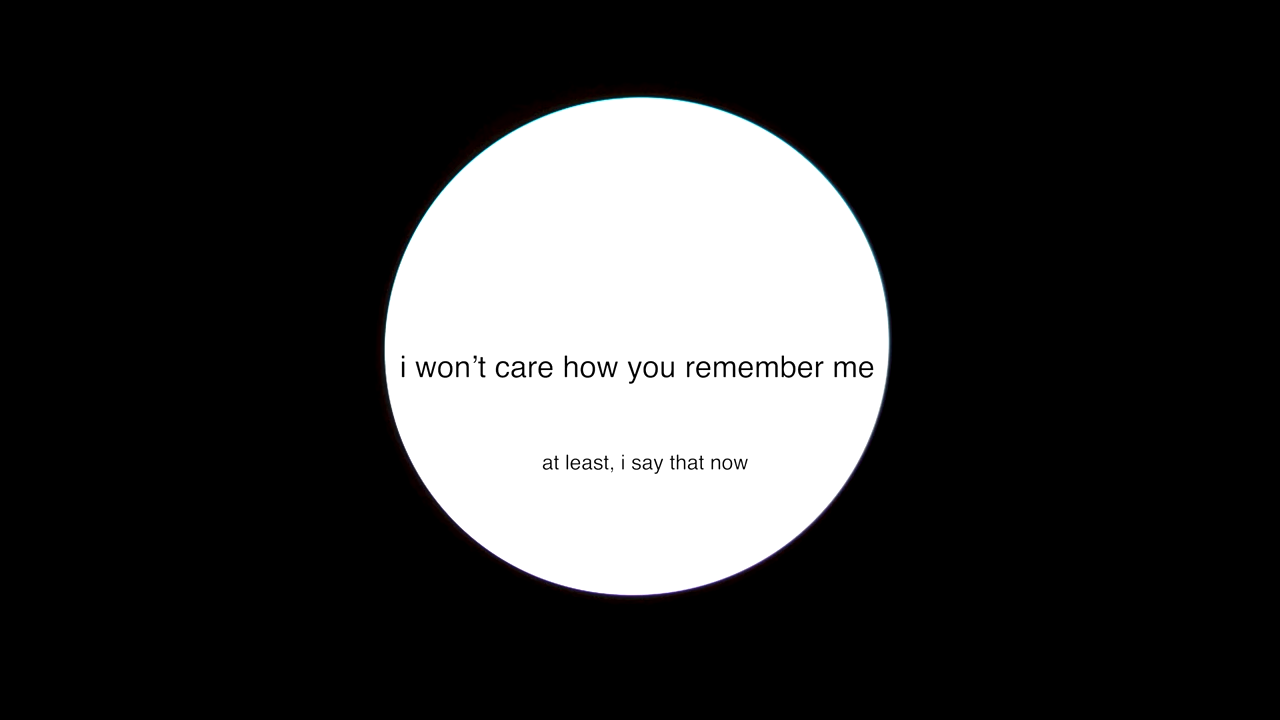 i won’t care how you remember me
at least, i say that now